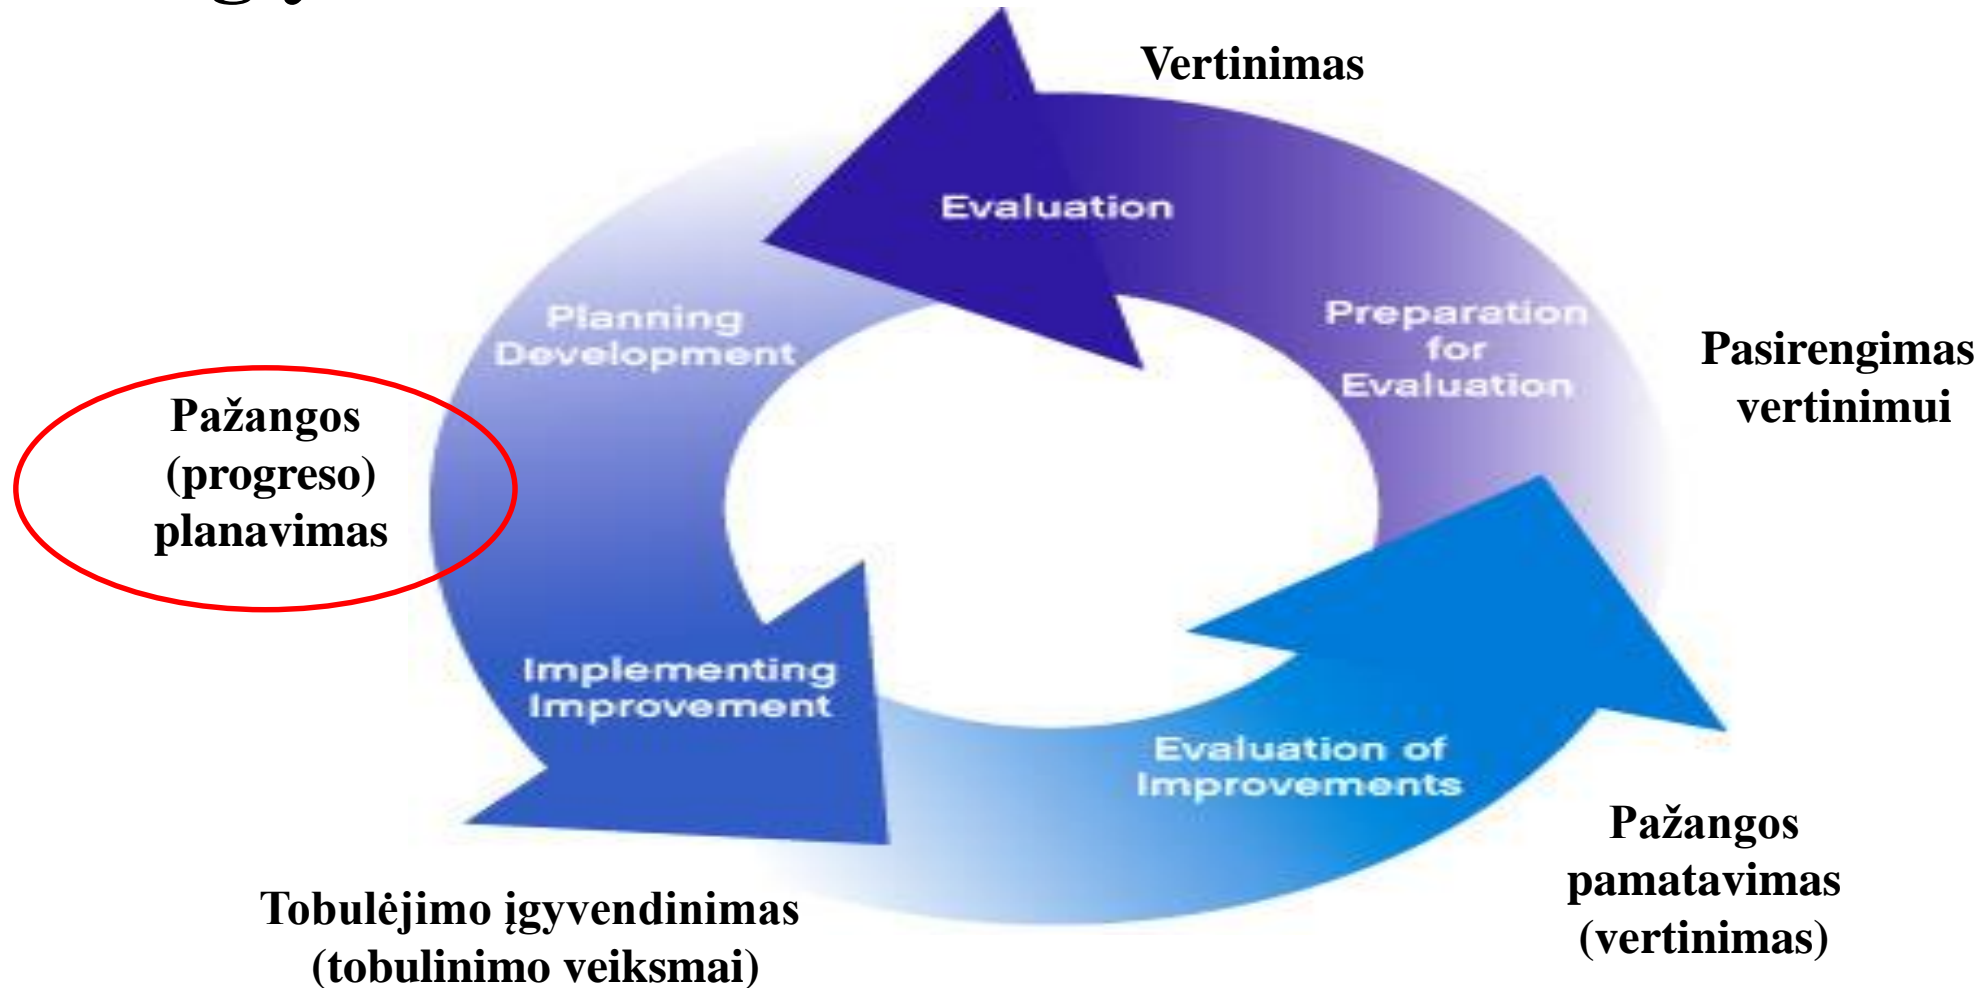 Vertinimas
Evaluation
Planning
Development
Preparation
for
Evaluation
Pasirengimas
vertinimui
Pažangos
(progreso)
planavimas
Implementing
Improvement
Evaluation of
Improvements
Pažangos
pamatavimas
(vertinimas)
Tobulėjimo įgyvendinimas
(tobulinimo veiksmai)